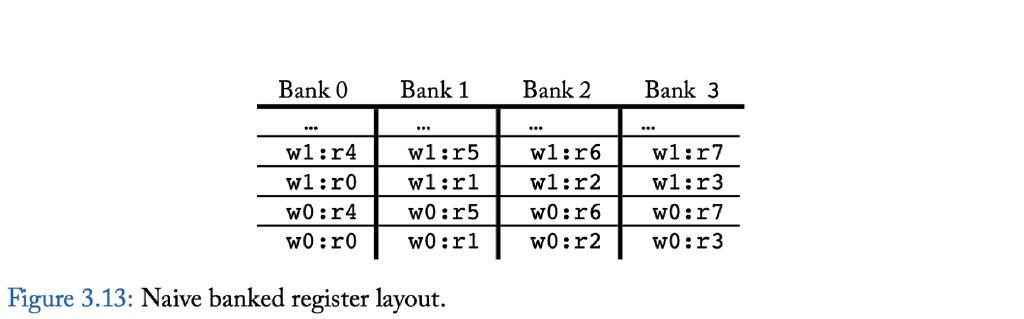 Bank 0 Bank 1 Bank 2 Bank 3
... ... ... ...
w1:r4 w1:r5 w1:r6 w1:r7
w1:r0 w1:r1 w1:r2 w1:r3
w0:r4 w0:r5 w0:r6 w0:r7
w0:r0 w0:r1 w0:r2 w0:r3
Figure 3.13: Naive banked register layout.